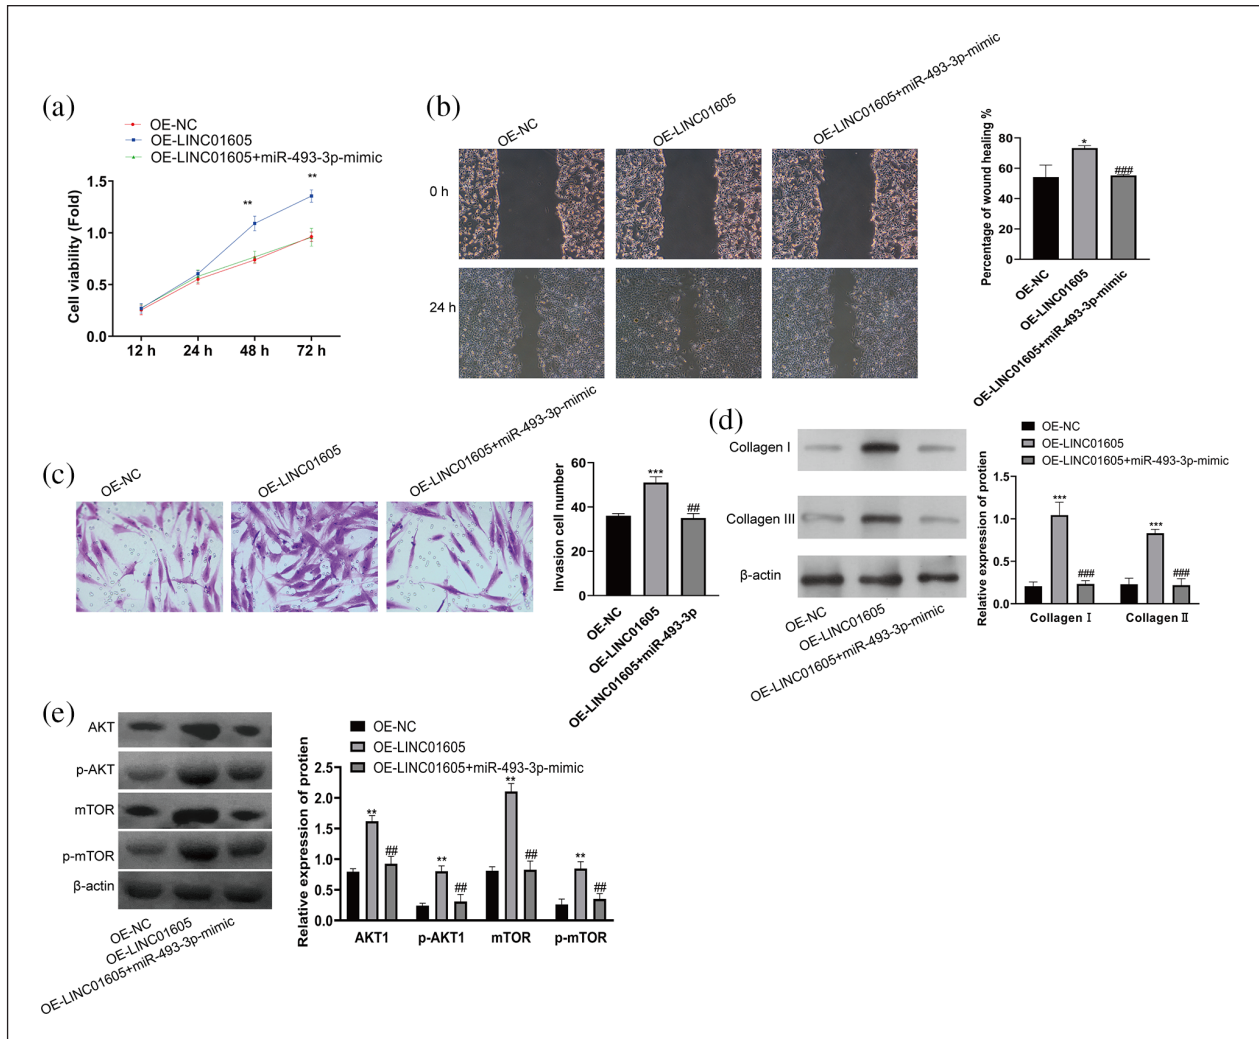 (a)
OE-NC
OE-LINC01605
OE-LINC01605+miR-493-3p-mimic
Cell viability (Fold)
1.5
1.0
0.5
0.0
**
**
12 h
24 h
48 h
72 h
(b)
OE-NC
OE-LINC01605
OE-LINC01605+miR-493-3p-mimic
0 h
24 h
Percentage of wound healing %
80
60
40
20
0
*
###
OE-NC
OE-LINC01605
OE-LINC01605+miR-493-3p-mimic
(c)
OE-NC
OE-LINC01605
OE-LINC01605+miR-493-3p-mimic
Invasion cell number
60
40
20
0
***
##
OE-NC
OE-LINC01605
OE-LINC01605+miR-493-3p
(d)
Collagen I
Collagen III
β-actin
OE-NC
OE-LINC01605
OE-LINC01605+miR-493-3p-mimic
OE-NC
OE-LINC01605
OE-LINC01605+miR-493-3p-mimic
Relative expression of protien
1.5
1.0
0.5
0.0
***
###
***
###
Collagen Ⅰ
Collagen Ⅱ
(e)
AKT
p-AKT
mTOR
p-mTOR
β-actin
OE-NC
OE-LINC01605
OE-LINC01605+miR-493-3p-mimic
OE-NC
OE-LINC01605
OE-LINC01605+miR-493-3p-mimic
Relative expression of protien
2.5
2.0
1.5
1.0
0.5
0.0
**
##
**
##
**
##
**
##
AKT1
p-AKT1
mTOR
p-mTOR